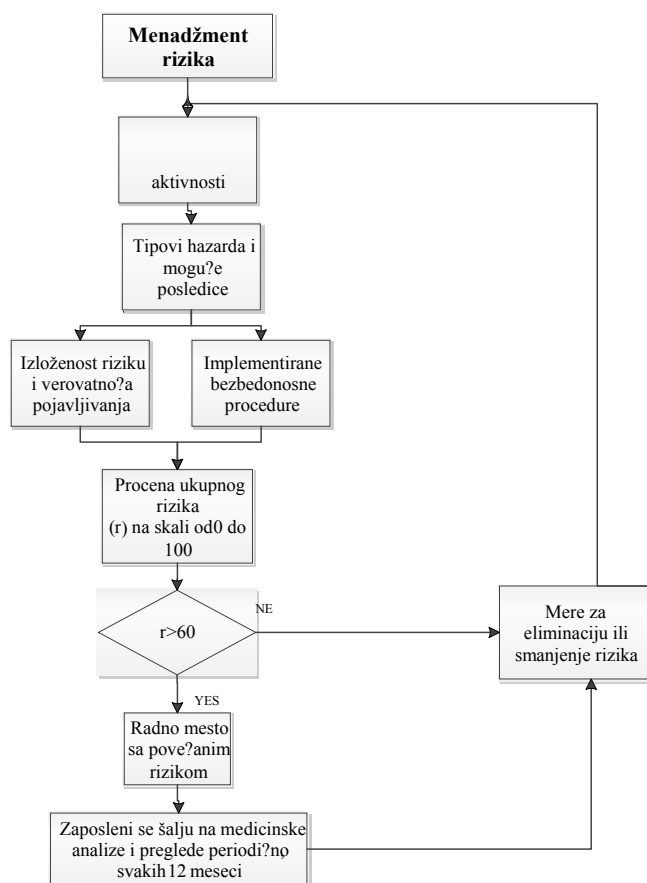 Menadžment
rizika
aktivnosti
Tipovi hazarda i
mogu?e
posledice
Izloženost riziku
i verovatno?a
pojavljivanja
Implementirane
bezbedonosne
procedure
Procena ukupnog
rizika
(r) na skali od0 do
100
r>60
NE
Mere za
eliminaciju ili
smanjenje rizika
YES
Radno mesto
sa pove?anim
rizikom
Zaposleni se šalju na medicinske
analize i preglede periodi?no,
svakih 12 meseci